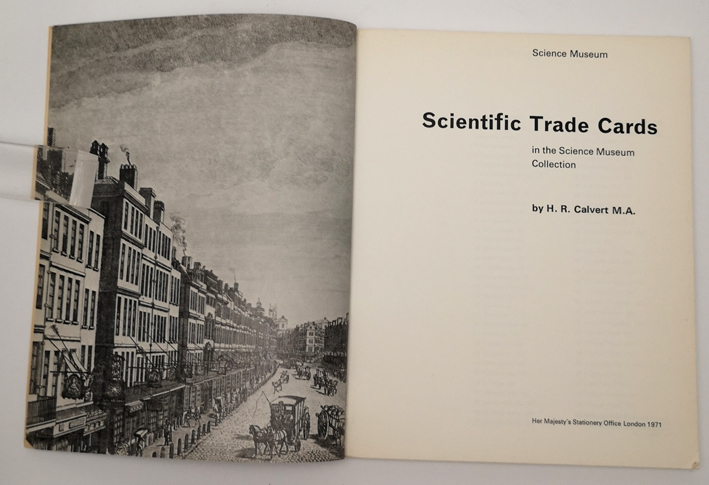 Science Museum
Scientific Trade Cards
in the Science Museum
Collection
by H. R. Calvert M.A.
Her Majesty's Stationery Office London 1971